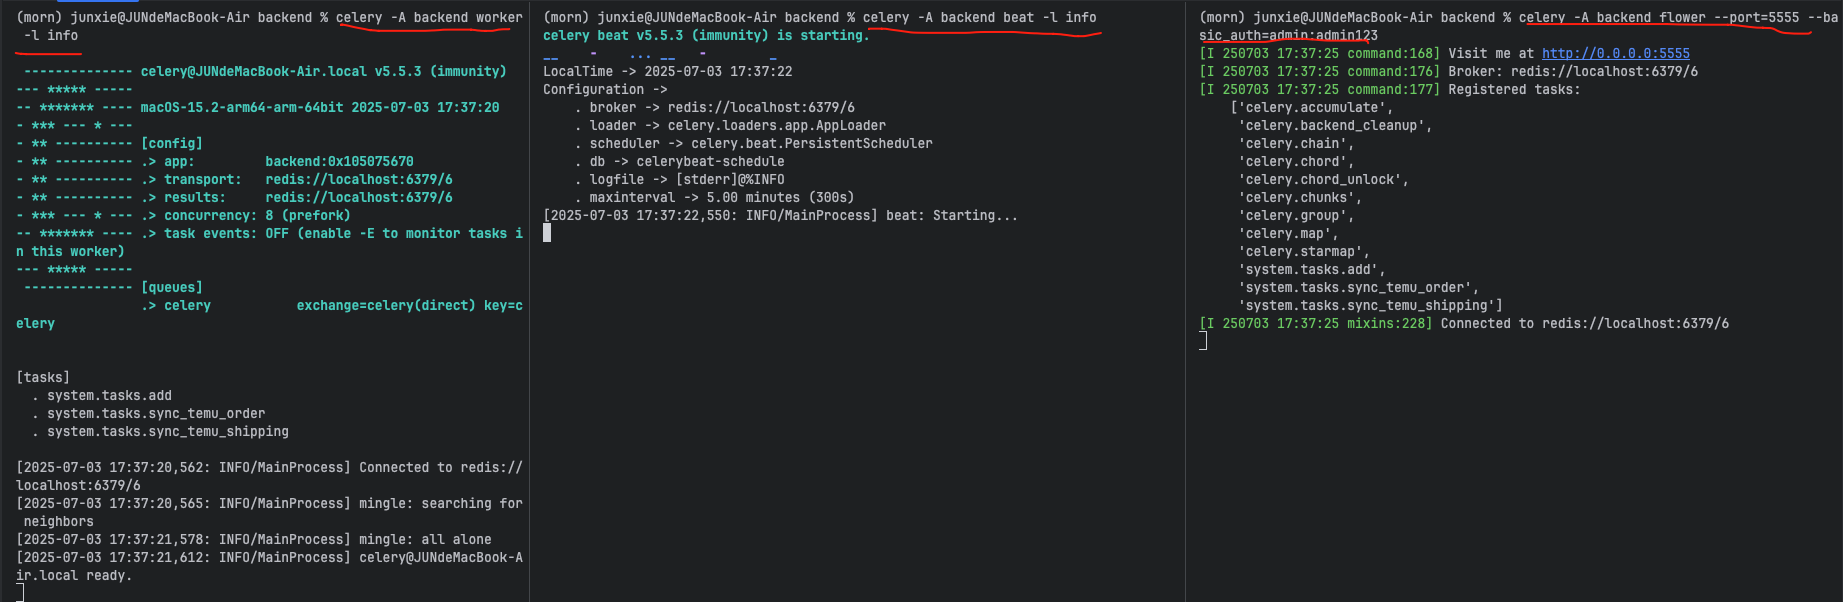 (morn) junxie@JUNdeMacBook-Air backend % celery -A backend worker
 -l info
 -------------- celery@JUNdeMacBook-Air.local v5.5.3 (immunity)
--- ***** -----
-- ******* ---- macOS-15.2-arm64-arm-64bit 2025-07-03 17:37:20
- *** --- * ---
- ** ---------- [config]
- ** ---------- .> app:         backend:0x105075670
- ** ---------- .> transport:   redis://localhost:6379/6
- ** ---------- .> results:     redis://localhost:6379/6
- *** --- * --- .> concurrency: 8 (prefork)
-- ******* ---- .> task events: OFF (enable -E to monitor tasks i
n this worker)
--- ***** -----
 -------------- [queues]
                .> celery           exchange=celery(direct) key=c
elery
[tasks]
  . system.tasks.add
  . system.tasks.sync_temu_order
  . system.tasks.sync_temu_shipping
[2025-07-03 17:37:20,562: INFO/MainProcess] Connected to redis://
localhost:6379/6
[2025-07-03 17:37:20,565: INFO/MainProcess] mingle: searching for
 neighbors
[2025-07-03 17:37:21,578: INFO/MainProcess] mingle: all alone
[2025-07-03 17:37:21,612: INFO/MainProcess] celery@JUNdeMacBook-A
ir.local ready.
(morn) junxie@JUNdeMacBook-Air backend % celery -A backend beat -l info
celery beat v5.5.3 (immunity) is starting.
__    -    ... __   -        _
LocalTime -> 2025-07-03 17:37:22
Configuration ->
    . broker -> redis://localhost:6379/6
    . loader -> celery.loaders.app.AppLoader
    . scheduler -> celery.beat.PersistentScheduler
    . db -> celerybeat-schedule
    . logfile -> [stderr]@%INFO
    . maxinterval -> 5.00 minutes (300s)
[2025-07-03 17:37:22,550: INFO/MainProcess] beat: Starting...
(morn) junxie@JUNdeMacBook-Air backend % celery -A backend flower --port=5555 --ba
sic_auth=admin:admin123
[I 250703 17:37:25 command:168] Visit me at http://0.0.0.0:5555
[I 250703 17:37:25 command:176] Broker: redis://localhost:6379/6
[I 250703 17:37:25 command:177] Registered tasks:
    ['celery.accumulate',
     'celery.backend_cleanup',
     'celery.chain',
     'celery.chord',
     'celery.chord_unlock',
     'celery.chunks',
     'celery.group',
     'celery.map',
     'celery.starmap',
     'system.tasks.add',
     'system.tasks.sync_temu_order',
     'system.tasks.sync_temu_shipping']
[I 250703 17:37:25 mixins:228] Connected to redis://localhost:6379/6